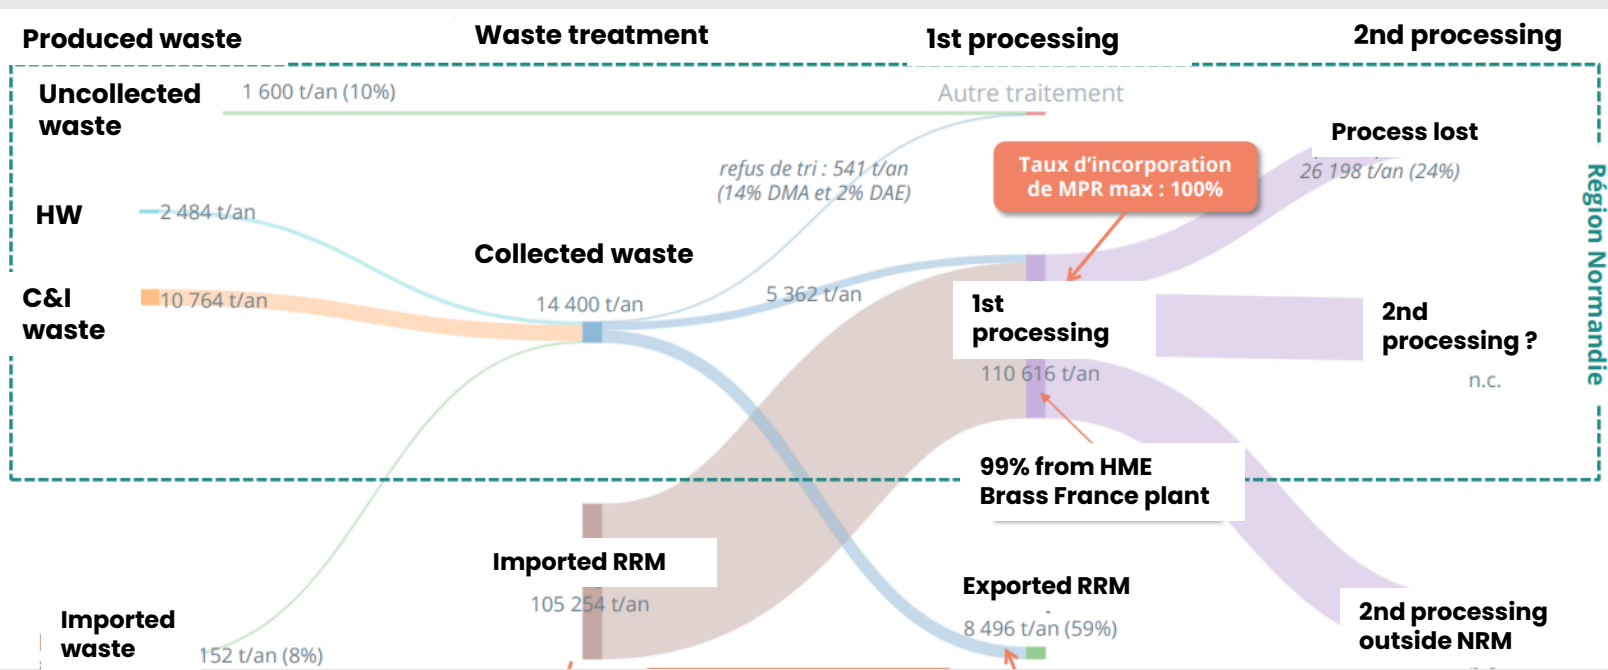 Produced waste
Waste treatment
1st processing
2nd processing
Uncollected
waste
1 600 t/an (10%)
Autre traitement
Process lost
26 198 t/an (24%)
refus de tri : 541 t/an
(14% DMA et 2% DAE)
Taux d’incorporation
de MPR max : 100%
Région Normandie
HW
2 484 t/an
Collected waste
14 400 t/an
5 362 t/an
C&I
waste
10 764 t/an
1st
processing
110 616 t/an
2nd
processing ?
n.c.
99% from HME
Brass France plant
Imported RRM
105 254 t/an
Exported RRM
8 496 t/an (59%)
Imported
waste
152 t/an (8%)
2nd processing
outside NRM